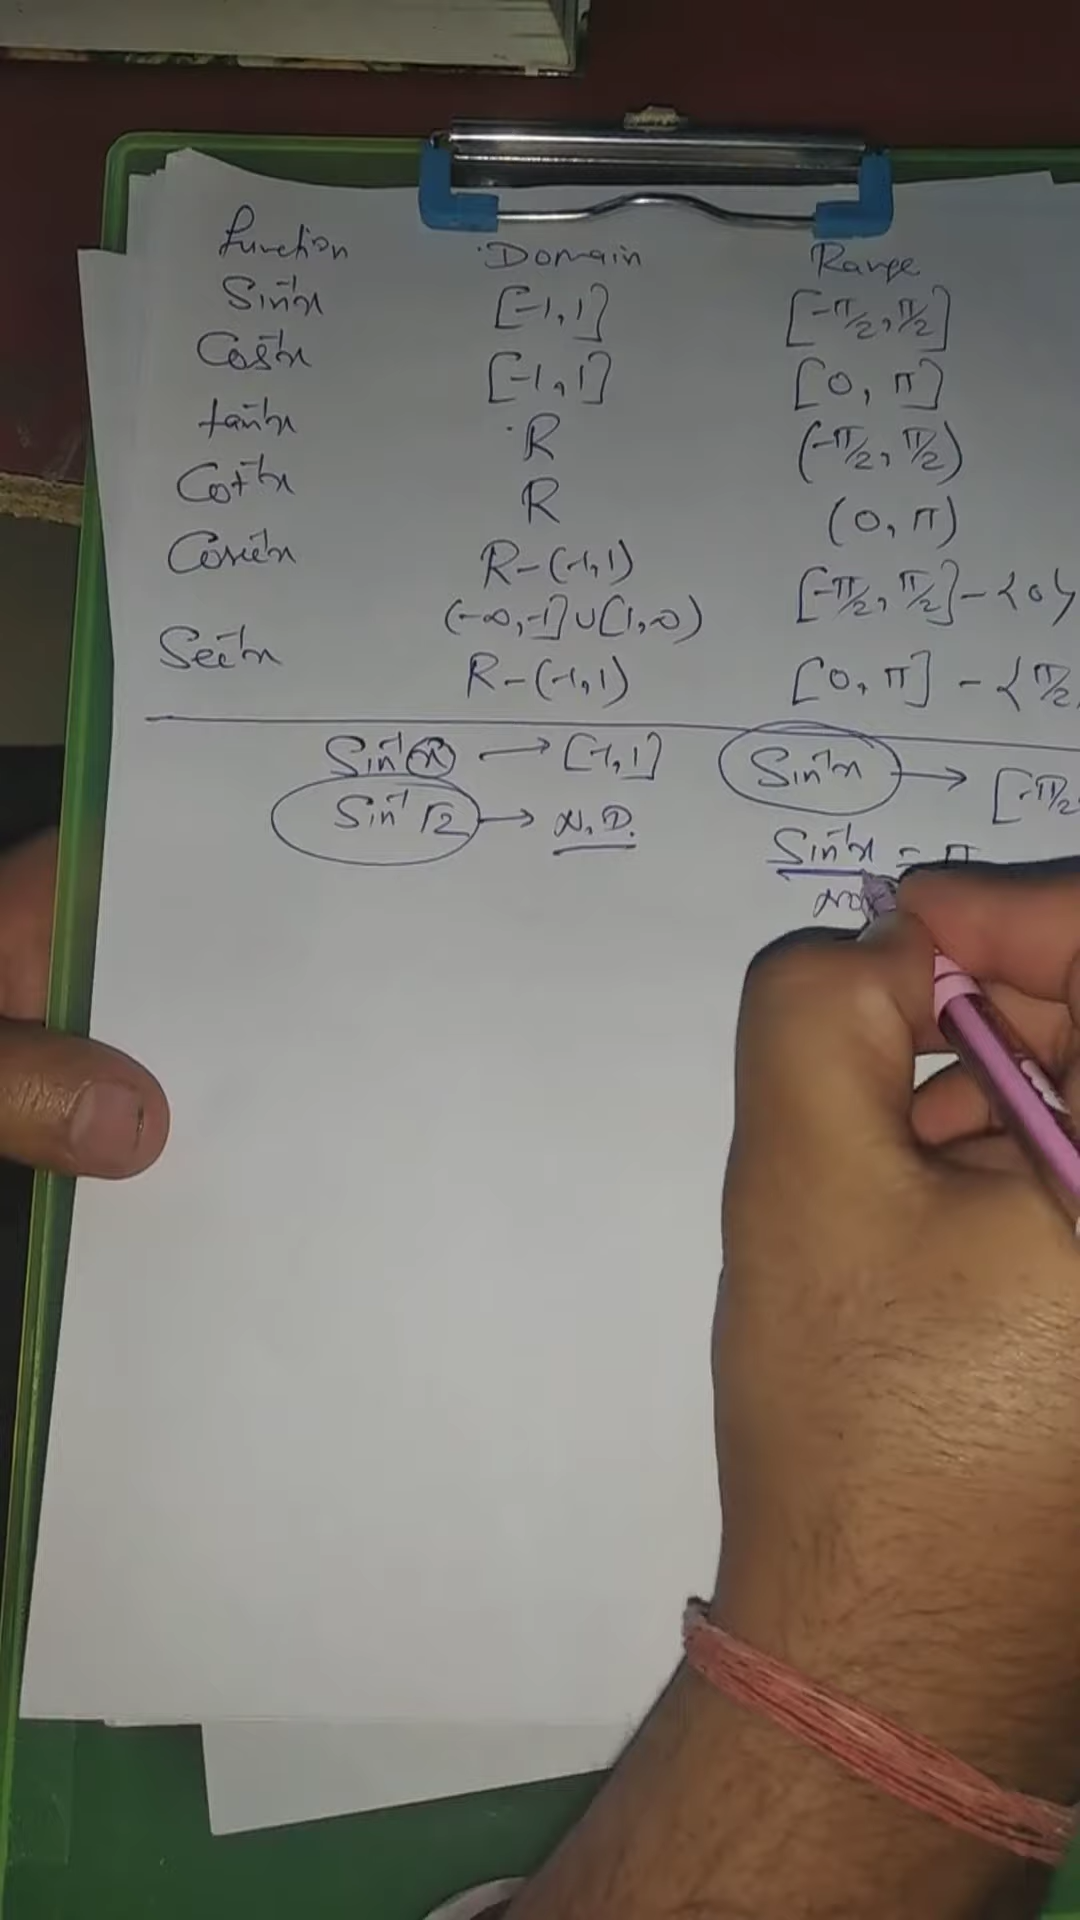 function Domain Range
Sin⁻¹x [-1,1] [-π/2, π/2]
Cos⁻¹x [-1,1] [0, π]
tan⁻¹x R (-π/2, π/2)
Cot⁻¹x R (0, π)
Cosec⁻¹x R-(-1,1) [-π/2, π/2]-{0}
(-∞,-1]∪[1,∞)
Sec⁻¹x R-(-1,1) [0, π] - {π/2
Sin⁻¹(x) → [-1,1] Sin⁻¹x → [-π/2,
Sin⁻¹√2 → N.D.
Sin⁻¹x = π